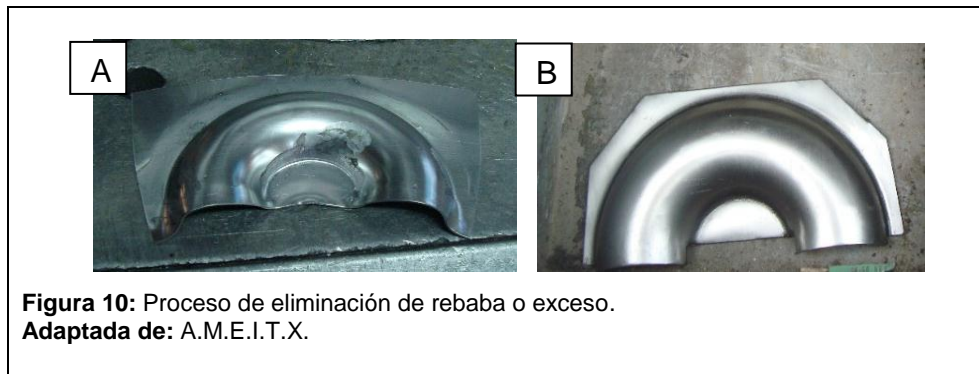 A
B
Figura 10: Proceso de eliminación de rebaba o exceso.
Adaptada de: A.M.E.I.T.X.